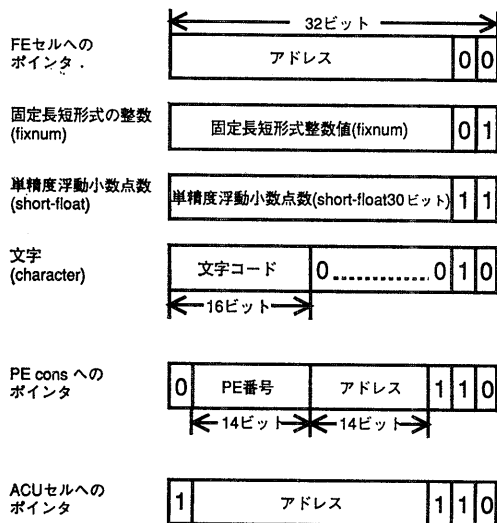 32ビット
FEセルへの
ポインタ.
アドレス 0 0
固定長短形式の整数
(fixnum)
固定長短形式整数値(fixnum) 0 1
単精度浮動小数点数
(short-float)
単精度浮動小数点数(short-float30ビット) 1 1
文字
(character)
文字コード 0.............0 1 0
16ビット
PE cons への
ポインタ
0 PE番号 アドレス 1 1 0
14ビット 14ビット
ACUセルへの
ポインタ
1 アドレス 1 1 0